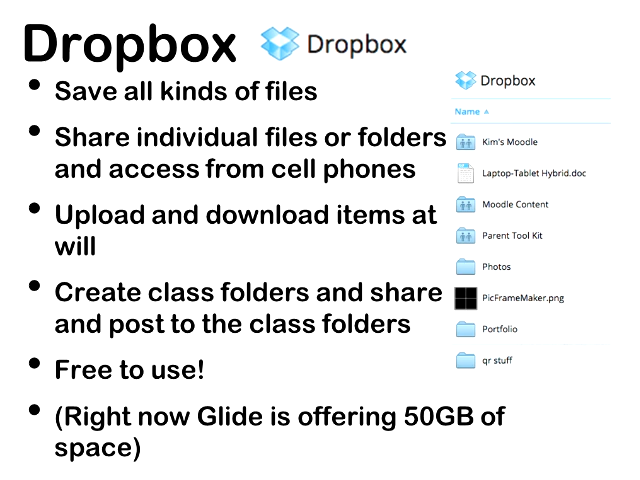 Dropbox
Dropbox
• Save all kinds of files
• Share individual files or folders
and access from cell phones
• Upload and download items at
will
• Create class folders and share
and post to the class folders
• Free to use!
• (Right now Glide is offering 50GB of
space)
Dropbox
Name
Kim's Moodle
Laptop-Tablet Hybrid.doc
Moodle Content
Parent Tool Kit
Photos
PicFrameMaker.png
Portfolio
qr stuff